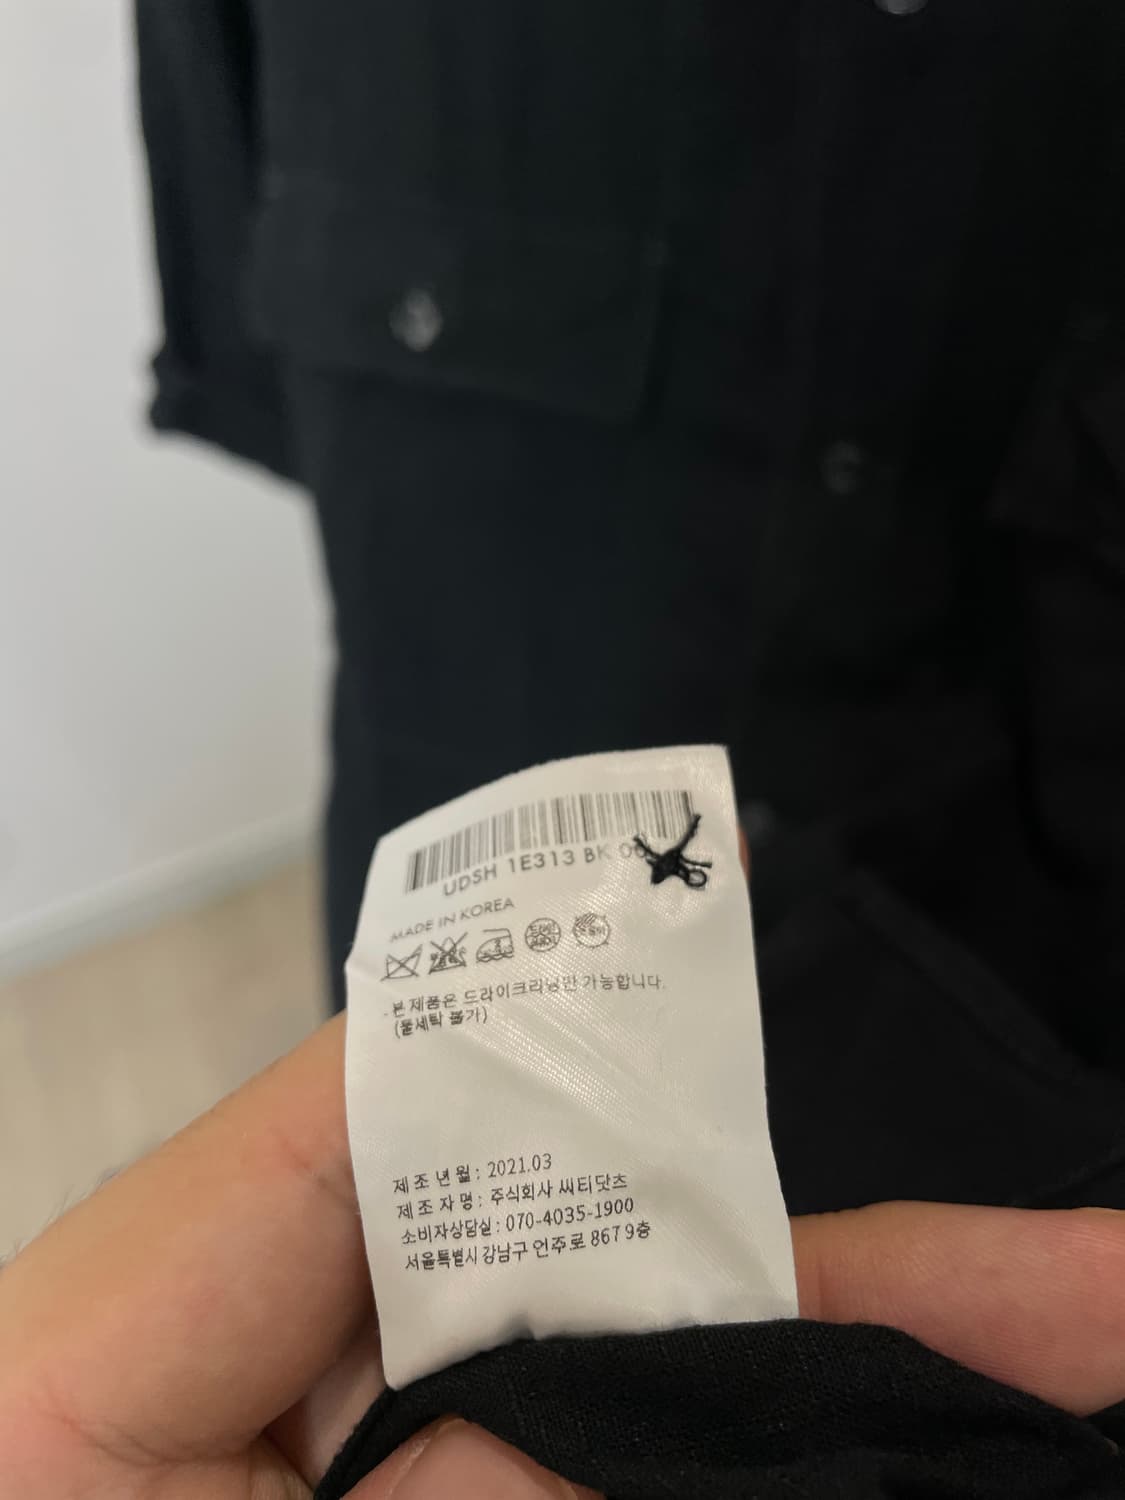 UDSH 1E313 BK
MADE IN KOREA
- 본 제품은 드라이크리닝만 가능합니다.
(물세탁 불가)
제 조 년 월 : 2021.03
제 조 자 명 : 주식회사 씨티닷츠
소비자상담실 : 070-4035-1900
서울특별시 강남구 언주로 867 9층